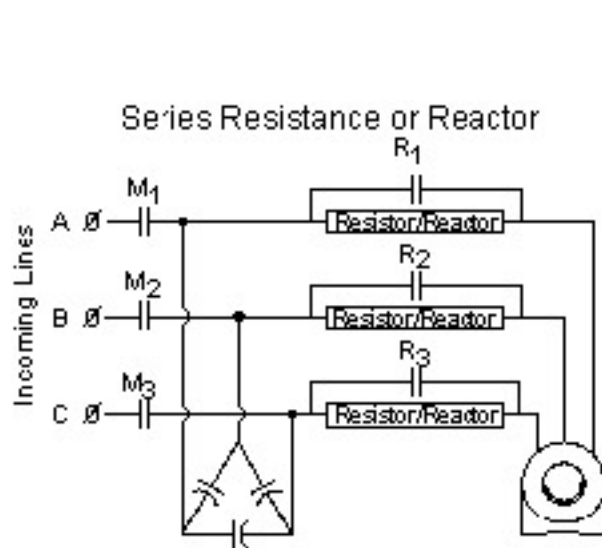 Series Resistance or Reactor
R1
M1
A Ø
Resistor/Reactor
R2
M2
B Ø
Resistor/Reactor
R3
M3
C Ø
Resistor/Reactor
Incoming Lines